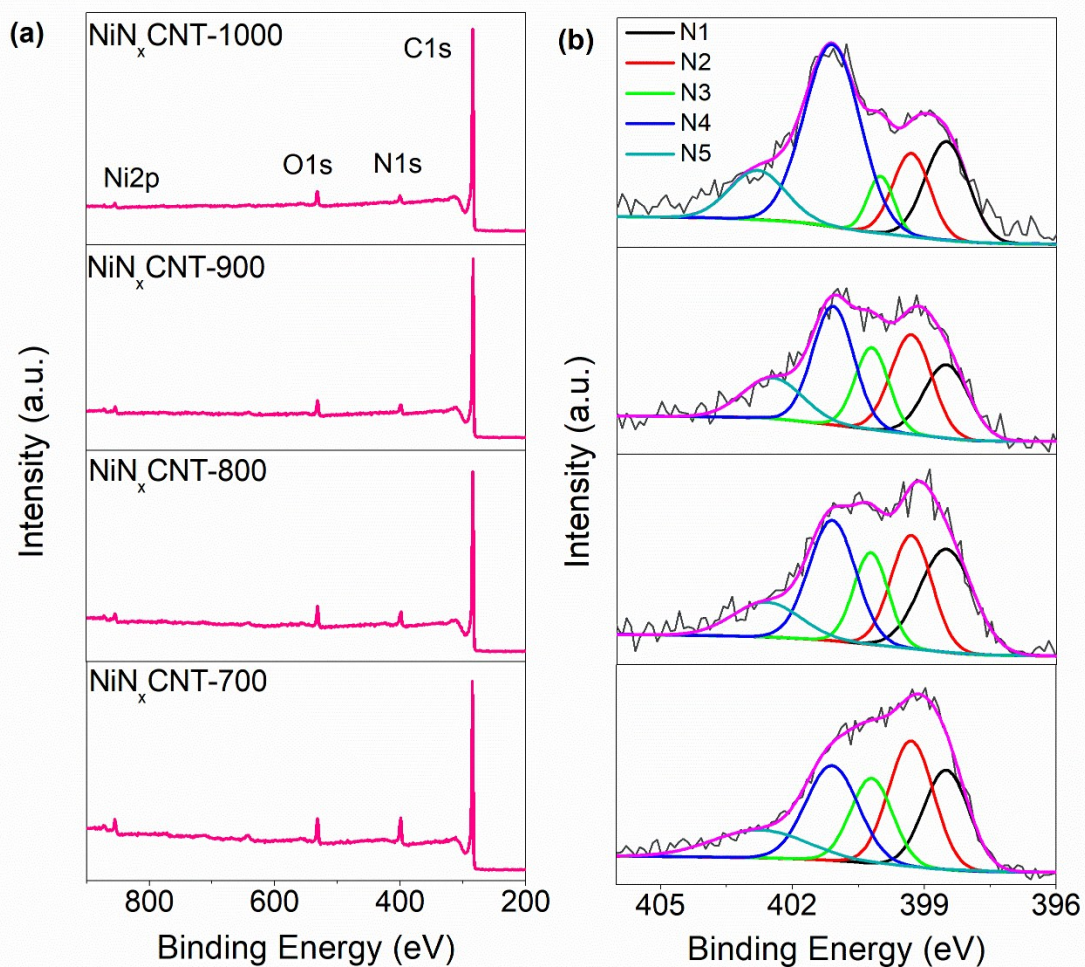 (a)
NiNₓCNT-1000
C1s
Ni2p
O1s
N1s
NiNₓCNT-900
NiNₓCNT-800
NiNₓCNT-700
Intensity (a.u.)
800
600
400
200
Binding Energy (eV)
(b)
N1
N2
N3
N4
N5
Intensity (a.u.)
405
402
399
396
Binding Energy (eV)